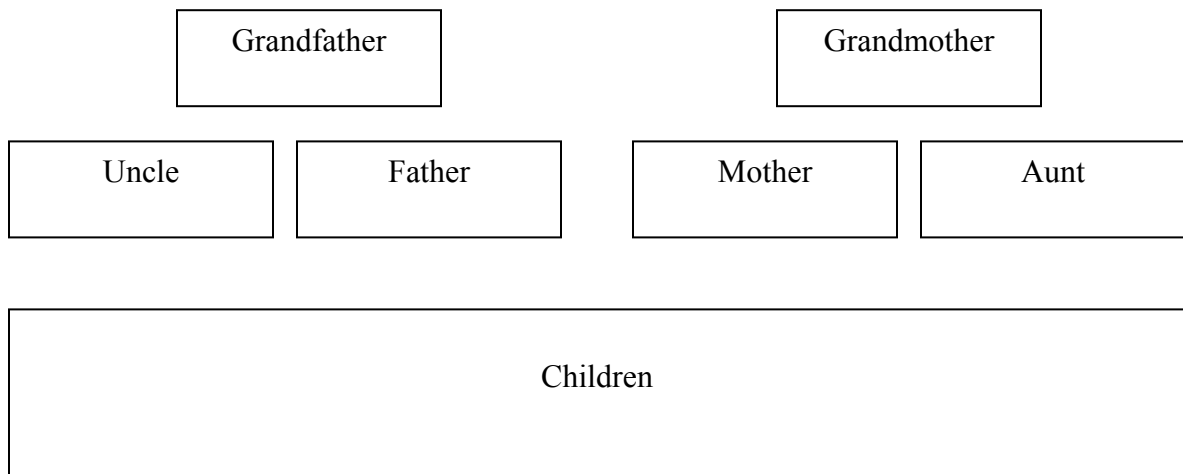 Grandfather
Grandmother
Uncle
Father
Mother
Aunt
Children